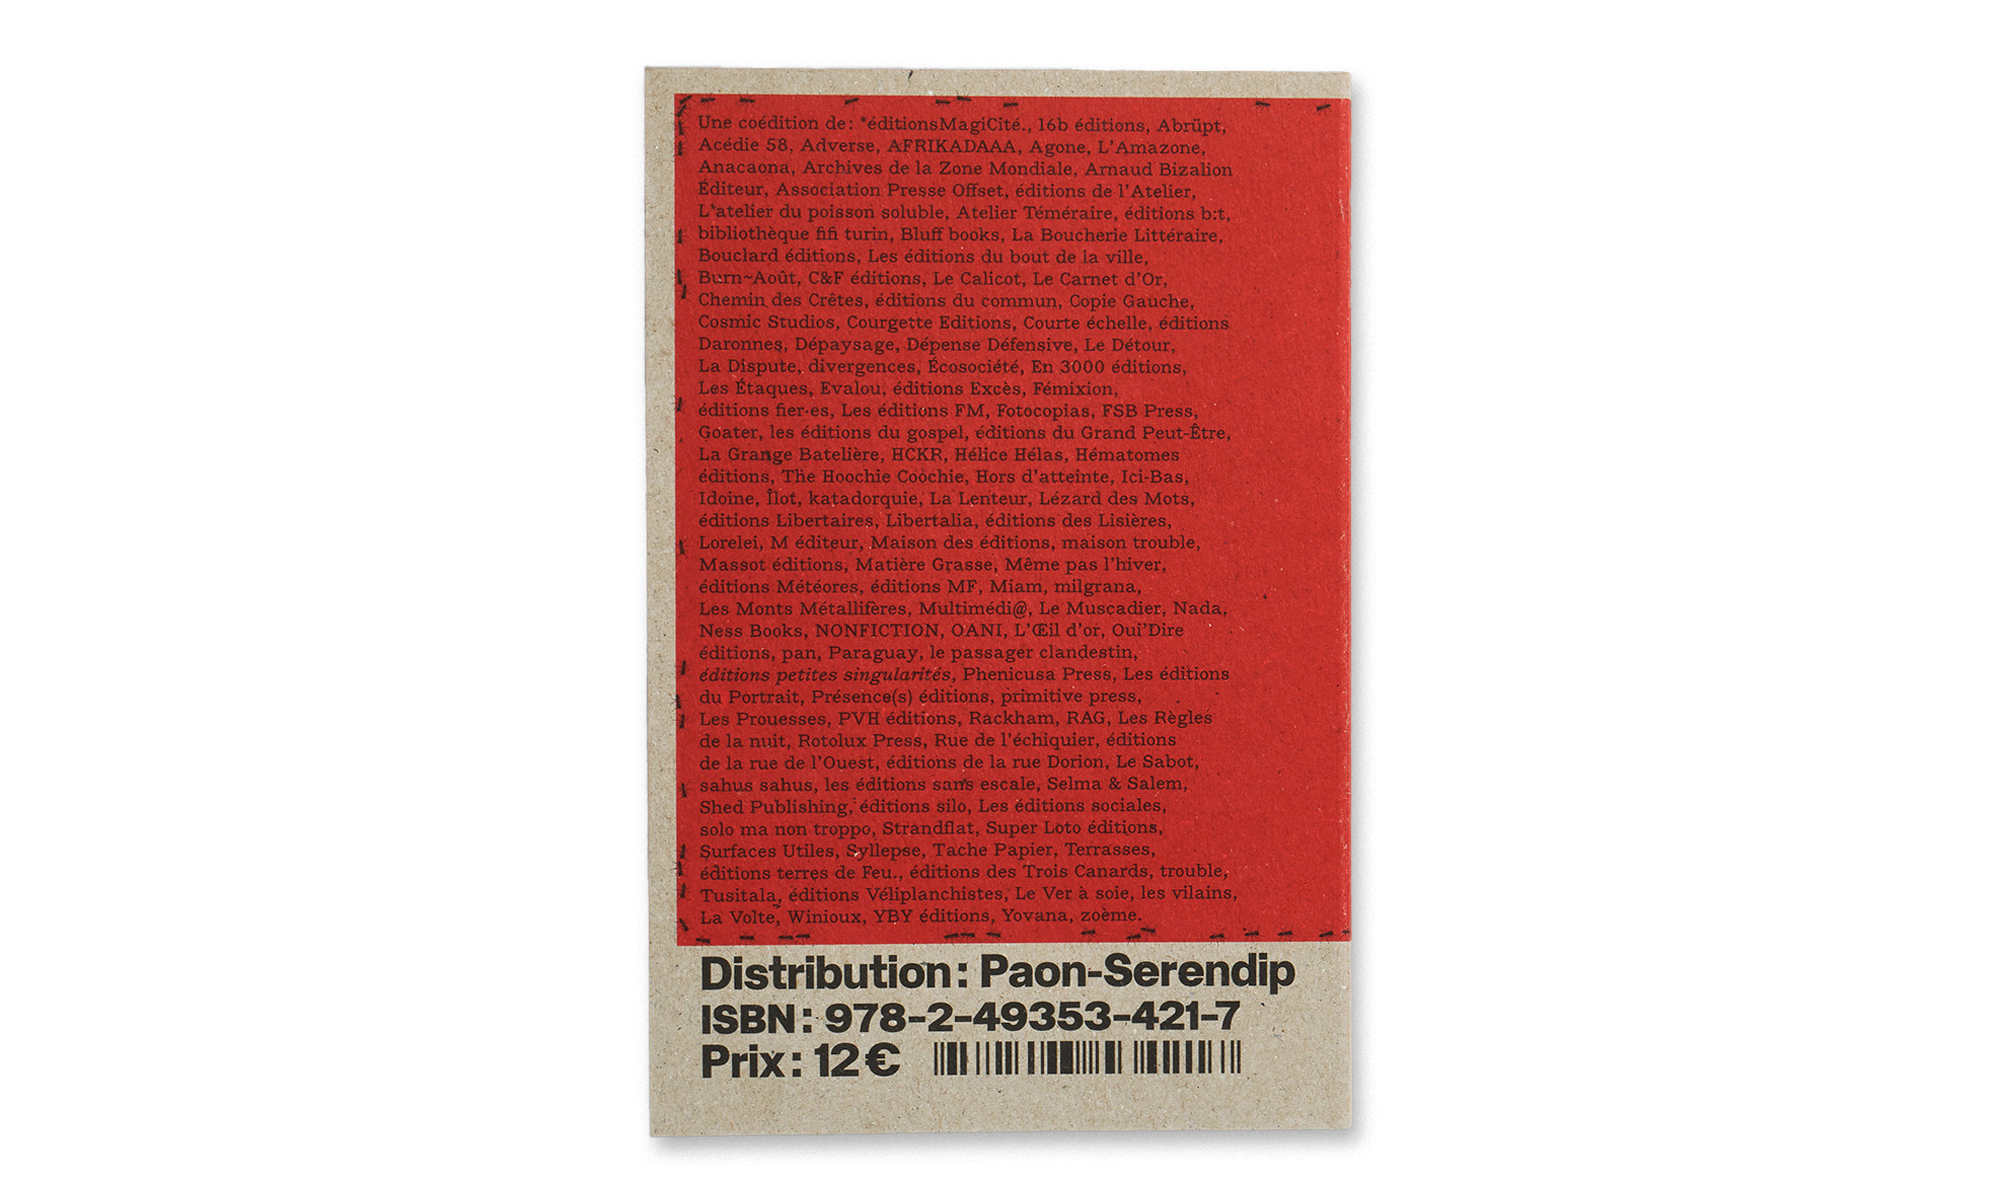 Une coédition de : *éditionsMagiCité., 16b éditions, Abrüpt,
Acédie 58, Adverse, AFRIKADAAA, Agone, L’Amazone,
Anacaona, Archives de la Zone Mondiale, Arnaud Bizalion
Éditeur, Association Presse Offset, éditions de l’Atelier,
L’atelier du poisson soluble, Atelier Téméraire, éditions b:t,
bibliothèque fifi turin, Bluff books, La Boucherie Littéraire,
Bouclard éditions, Les éditions du bout de la ville,
Burn~Août, C&F éditions, Le Calicot, Le Carnet d’Or,
Chemin des Crêtes, éditions du commun, Copie Gauche,
Cosmic Studios, Courgette Editions, Courte échelle, éditions
Daronnes, Dépaysage, Dépense Défensive, Le Détour,
La Dispute, divergences, Écosociété, En 3000 éditions,
Les Étaques, Evalou, éditions Excès, Fémixion,
éditions fier·es, Les éditions FM, Fotocopias, FSB Press,
Goater, les éditions du gospel, éditions du Grand Peut-Être,
La Grange Batelière, HCKR, Hélice Hélas, Hématomes
éditions, The Hoochie Coochie, Hors d’atteinte, Ici-Bas,
Idoine, Îlot, katadorquie, La Lenteur, Lézard des Mots,
éditions Libertaires, Libertalia, éditions des Lisières,
Lorelei, M éditeur, Maison des éditions, maison trouble,
Massot éditions, Matière Grasse, Même pas l’hiver,
éditions Météores, éditions MF, Miam, milgrana,
Les Monts Métallifères, Multimédi@, Le Muscadier, Nada,
Ness Books, NONFICTION, OANI, L’Œil d’or, Oui’Dire
éditions, pan, Paraguay, le passager clandestin,
éditions petites singularités, Phenicusa Press, Les éditions
du Portrait, Présence(s) éditions, primitive press,
Les Prouesses, PVH éditions, Rackham, RAG, Les Règles
de la nuit, Rotolux Press, Rue de l’échiquier, éditions
de la rue de l’Ouest, éditions de la rue Dorion, Le Sabot,
sahus sahus, les éditions sans escale, Selma & Salem,
Shed Publishing, éditions silo, Les éditions sociales,
solo ma non troppo, Strandflat, Super Loto éditions,
Surfaces Utiles, Syllepse, Tache Papier, Terrasses,
éditions terres de Feu., éditions des Trois Canards, trouble,
Tusitala, éditions Véliplanchistes, Le Ver à soie, les vilains,
La Volte, Winioux, YBY éditions, Yovana, zoème.
Distribution : Paon-Serendip
ISBN : 978-2-49353-421-7
Prix : 12 €